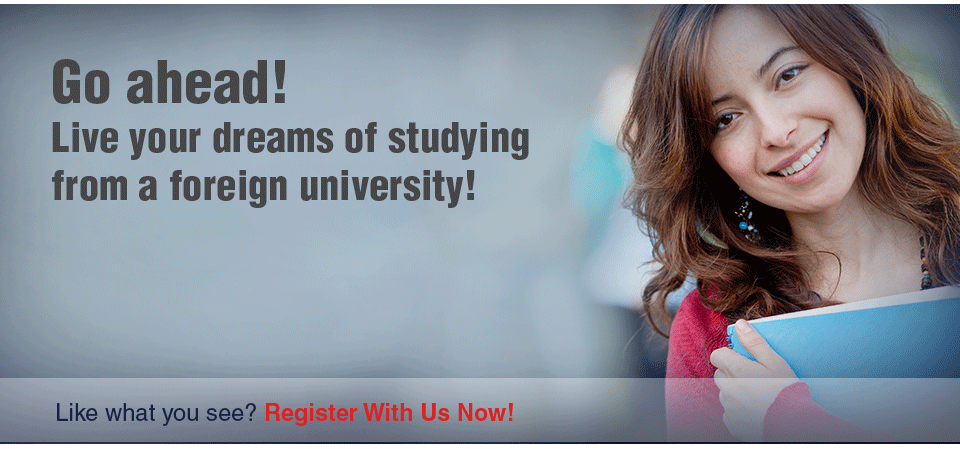 Go ahead!
Live your dreams of studying
from a foreign university!
Like what you see? Register With Us Now!